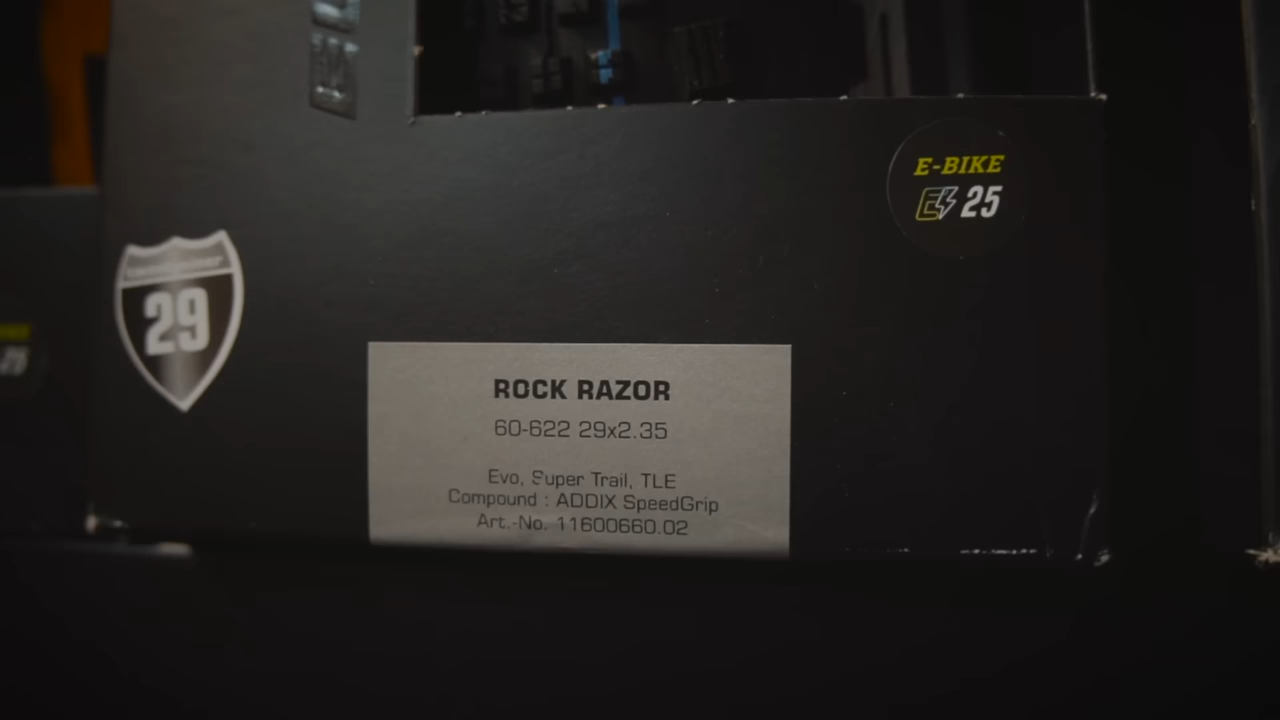 E-BIKE
E 25
29
ROCK RAZOR
60-622 29x2.35
Evo, Super Trail, TLE
Compound : ADDIX SpeedGrip
Art.-No. 11600660.02
25